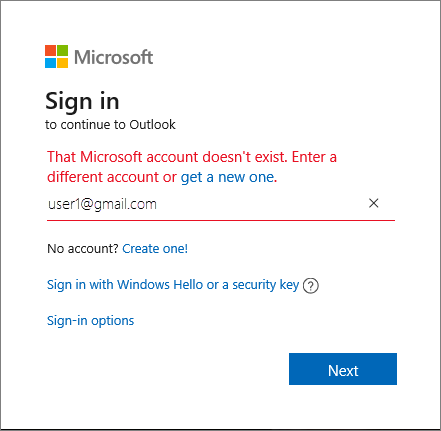 Microsoft
Sign in
to continue to Outlook
That Microsoft account doesn't exist. Enter a
different account or get a new one.
user1@gmail.com
No account? Create one!
Sign in with Windows Hello or a security key ?
Sign-in options
Next